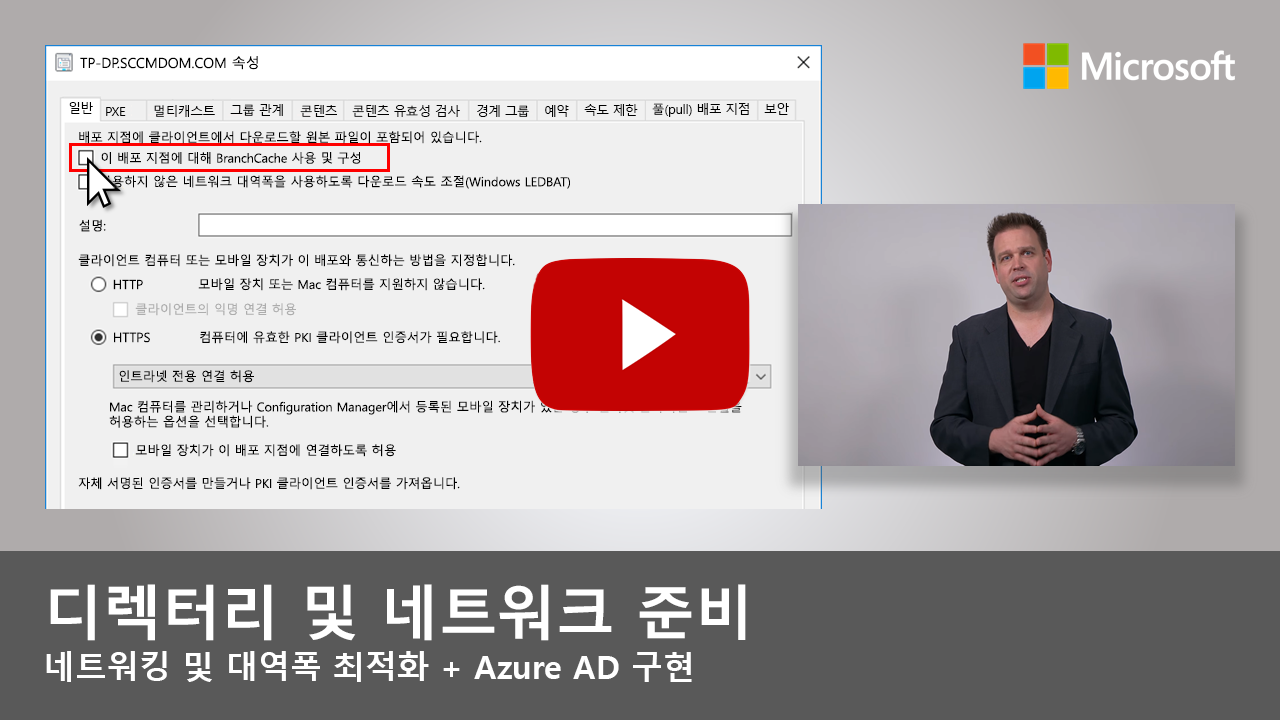 TP-DP.SCCMDOM.COM 속성
Microsoft
일반 PXE 멀티캐스트 그룹 관계 콘텐츠 콘텐츠 유효성 검사 경계 그룹 예약 속도 제한 풀(pull) 배포 지점 보안
배포 지점에 클라이언트에서 다운로드할 원본 파일이 포함되어 있습니다.
이 배포 지점에 대해 BranchCache 사용 및 구성
않은 네트워크 대역폭을 사용하도록 다운로드 속도 조절(Windows LEDBAT)
설명:
클라이언트 컴퓨터 또는 모바일 장치가 이 배포와 통신하는 방법을 지정합니다.
HTTP 모바일 장치 또는 Mac 컴퓨터를 지원하지 않습니다.
클라이언트의 익명 연결 허용
HTTPS 컴퓨터에 유효한 PKI 클라이언트 인증서가 필요합니다.
인트라넷 전용 연결 허용
Mac 컴퓨터를 관리하거나 Configuration Manager에서 등록된 모바일 장치가
허용하는 옵션을 선택합니다.
모바일 장치가 이 배포 지점에 연결하도록 허용
자체 서명된 인증서를 만들거나 PKI 클라이언트 인증서를 가져옵니다.
디렉터리 및 네트워크 준비
네트워킹 및 대역폭 최적화 + Azure AD 구현